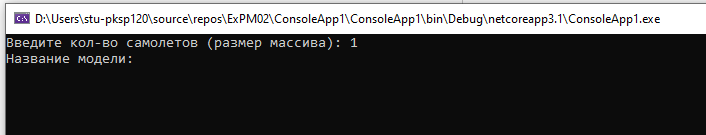 D:\Users\stu-pksp120\source\repos\ExPM02\ConsoleApp1\ConsoleApp1\bin\Debug\netcoreapp3.1\ConsoleApp1.exe
Введите кол-во самолетов (размер массива): 1
Название модели: